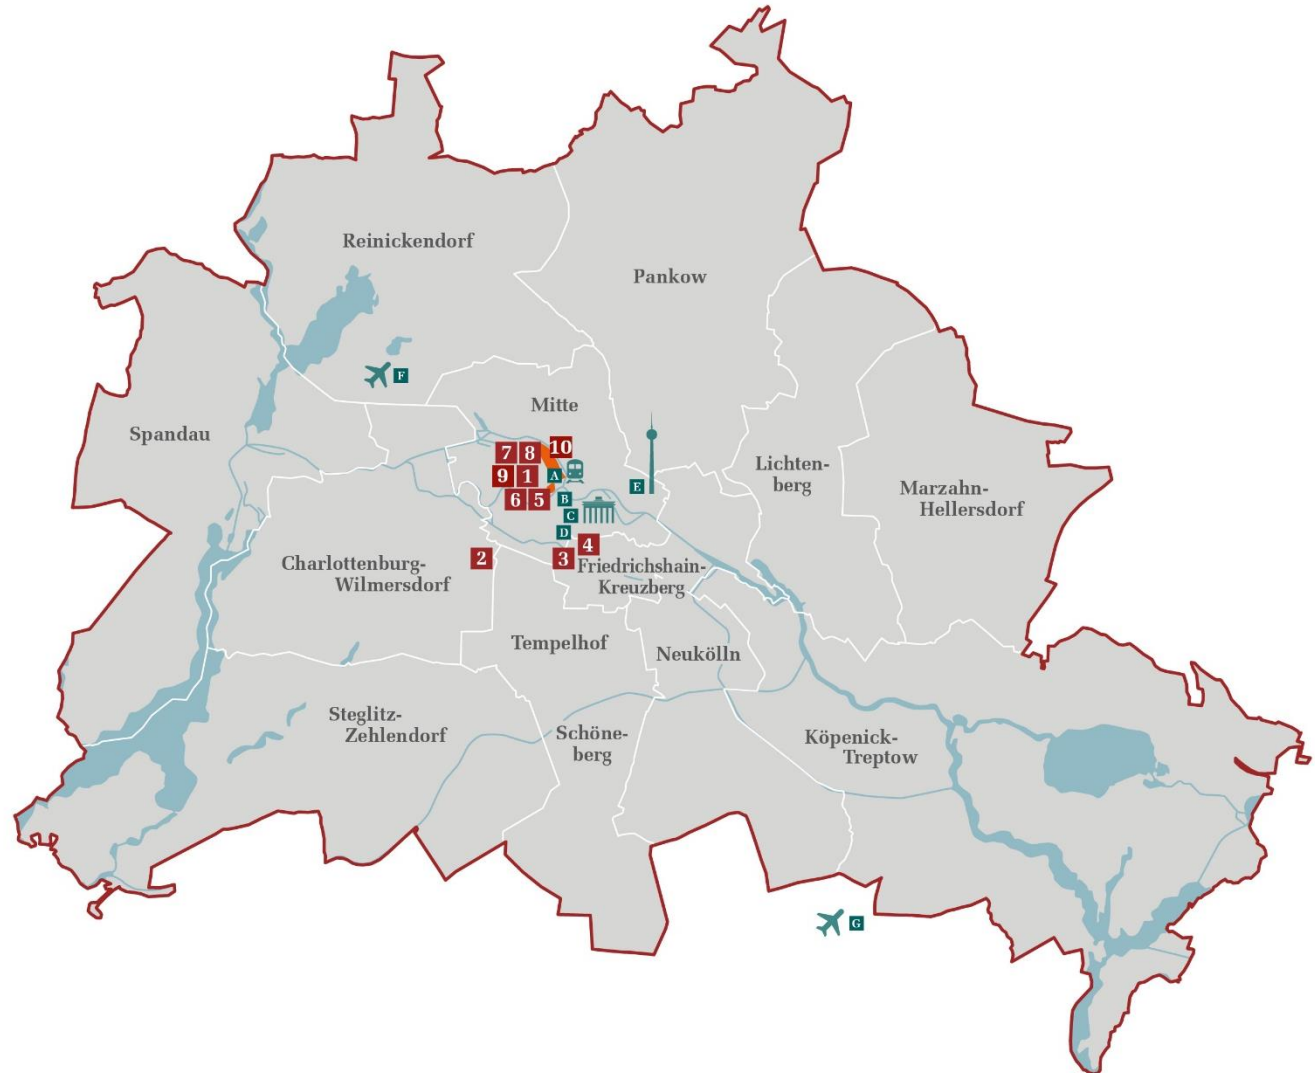 Reinickendorf
Pankow
F
Mitte
Spandau
7 8 10
9 1 A
E
6 5 B
C
D
Lichten-
berg
Marzahn-
Hellersdorf
2
3
4
Charlottenburg-
Wilmersdorf
Friedrichshain-
Kreuzberg
Tempelhof
Neukölln
Steglitz-
Zehlendorf
Schöne-
berg
Köpenick-
Treptow
G